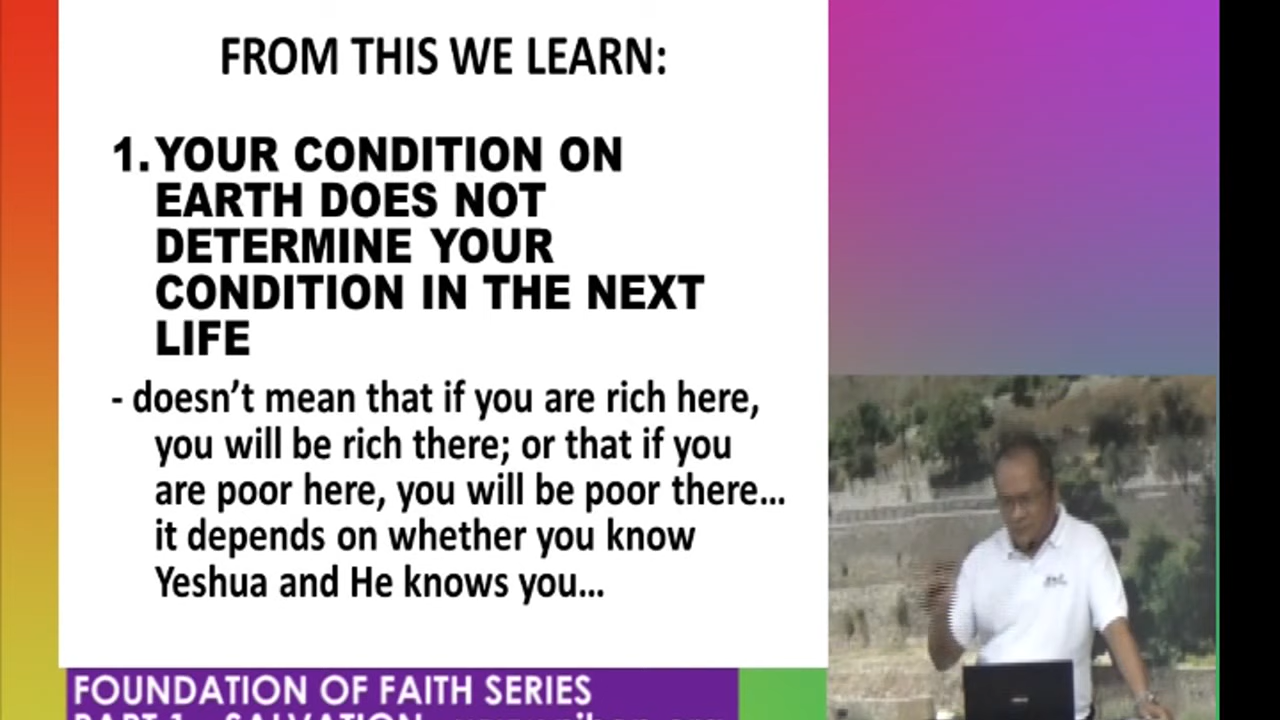 FROM THIS WE LEARN:
1. YOUR CONDITION ON
EARTH DOES NOT
DETERMINE YOUR
CONDITION IN THE NEXT
LIFE
- doesn't mean that if you are rich here,
you will be rich there; or that if you
are poor here, you will be poor there...
it depends on whether you know
Yeshua and He knows you...
FOUNDATION OF FAITH SERIES
PART 1 SALVATION